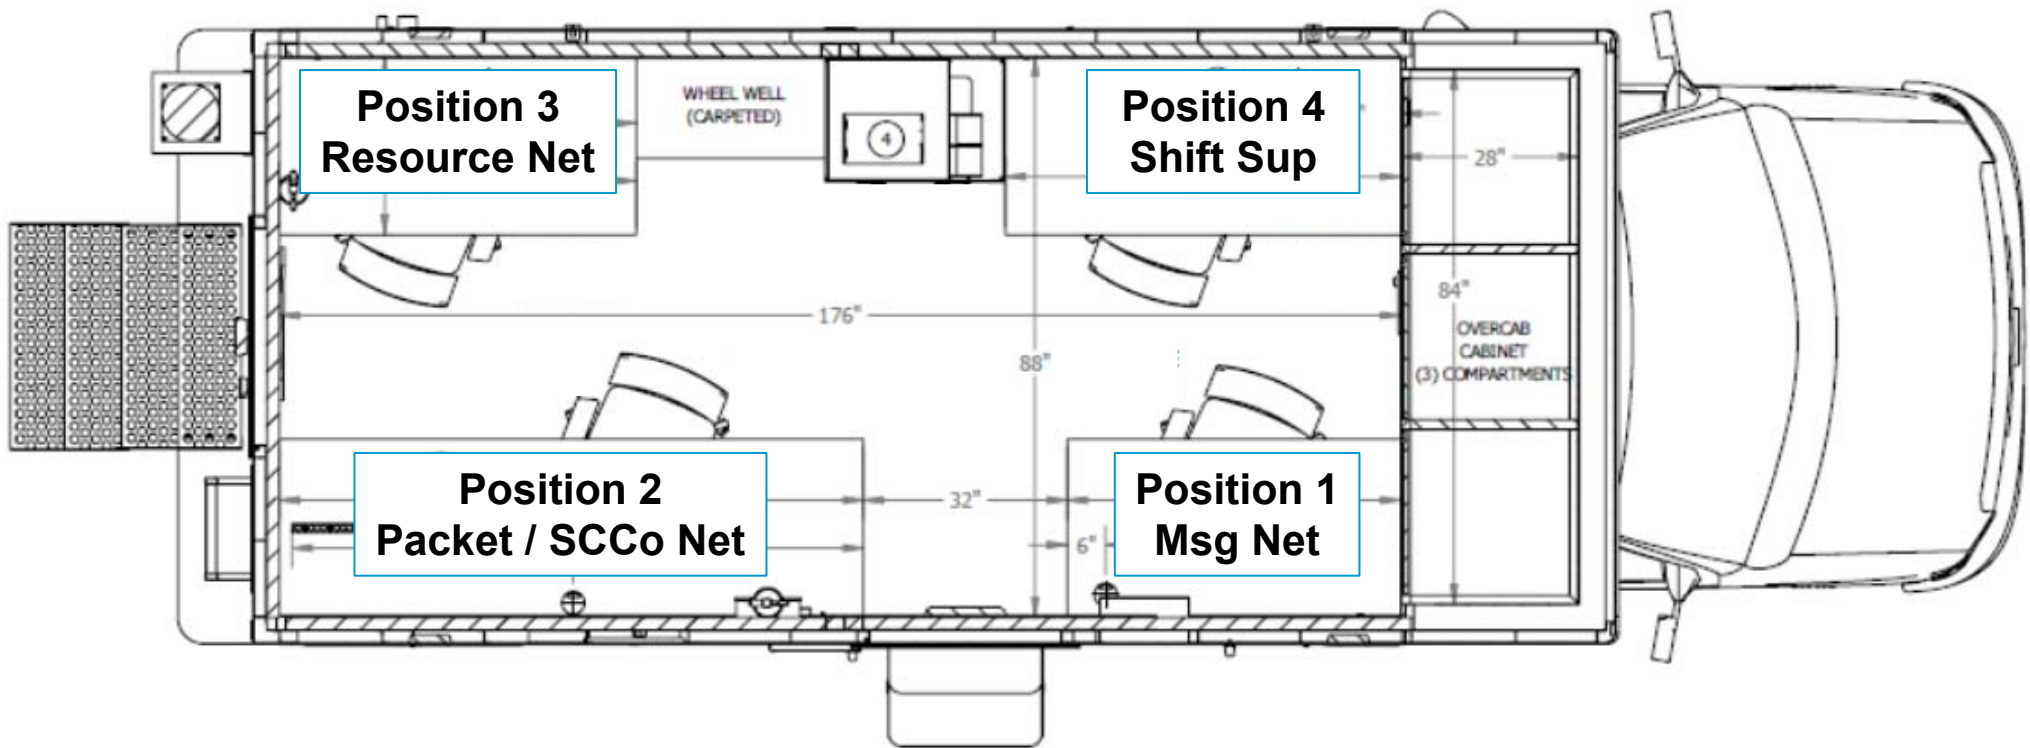 Position 3
Resource Net
WHEEL WELL
(CARPETED)
4
Position 4
Shift Sup
28"
176"
88"
84"
OVERCAB
CABINET
(3) COMPARTMENTS
Position 2
Packet / SCCo Net
32"
6"
Position 1
Msg Net